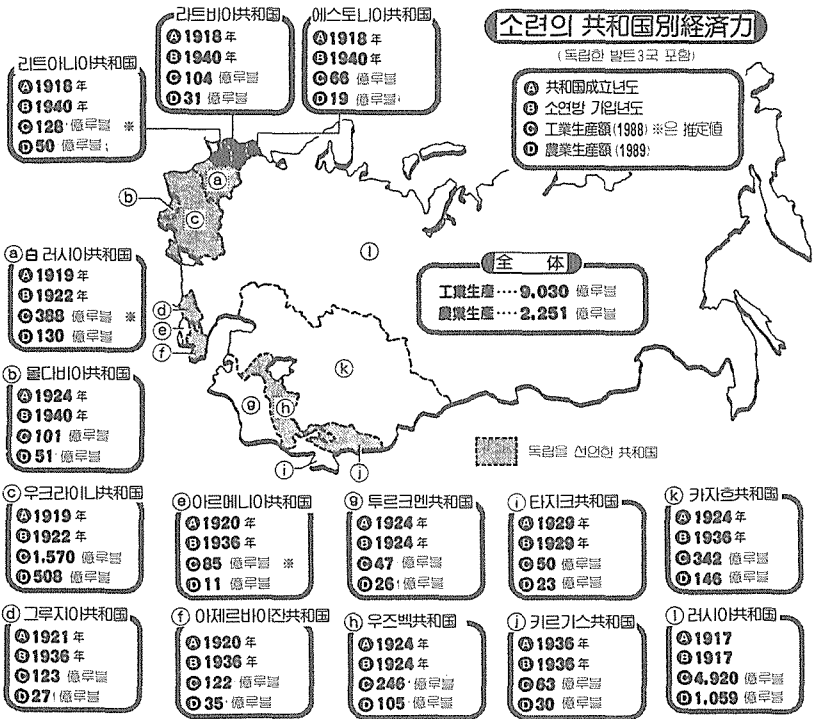 소련의 共和国別経済力
(독립한 발트3국 포함)
Ⓐ 共和国成立년도
Ⓑ 소연방 가입년도
Ⓒ 工業生産額(1988) ※은 推定値
Ⓓ 農業生産額(1989)
리트아니아共和国
Ⓐ1918年
Ⓑ1940年
Ⓒ128 億루블 ※
Ⓓ50 億루블
라트비아共和国
Ⓐ1918年
Ⓑ1940年
Ⓒ104 億루블
Ⓓ31 億루블
에스토니아共和国
Ⓐ1918年
Ⓑ1940年
Ⓒ66 億루블
Ⓓ19 億루블
ⓐ
ⓑ
ⓒ
ⓛ
ⓓ
ⓔ
ⓕ
ⓖ
ⓗ
ⓚ
ⓘ
ⓙ
全 体
工業生産‥‥9,030 億루블
農業生産‥‥2,251 億루블
독립을 선언한 共和国
ⓐ白러시아共和国
Ⓐ1919年
Ⓑ1922年
Ⓒ388 億루블 ※
Ⓓ130 億루블
ⓑ몰다비아共和国
Ⓐ1924年
Ⓑ1940年
Ⓒ101 億루블
Ⓓ51 億루블
ⓒ우크라이나共和国
Ⓐ1919年
Ⓑ1922年
Ⓒ1,570 億루블
Ⓓ508 億루블
ⓓ그루지아共和国
Ⓐ1921年
Ⓑ1936年
Ⓒ123 億루블
Ⓓ27 億루블
ⓔ아르메니아共和国
Ⓐ1920年
Ⓑ1936年
Ⓒ85 億루블 ※
Ⓓ11 億루블
ⓕ아제르바이잔共和国
Ⓐ1920年
Ⓑ1936年
Ⓒ122 億루블
Ⓓ35 億루블
ⓖ투르크멘共和国
Ⓐ1924年
Ⓑ1924年
Ⓒ47 億루블
Ⓓ26 億루블
ⓗ우즈벡共和国
Ⓐ1924年
Ⓑ1924年
Ⓒ246 億루블
Ⓓ105 億루블
ⓘ타지크共和国
Ⓐ1929年
Ⓑ1929年
Ⓒ50 億루블
Ⓓ23 億루블
ⓙ키르기스共和国
Ⓐ1936年
Ⓑ1936年
Ⓒ63 億루블
Ⓓ30 億루블
ⓚ카자흐共和国
Ⓐ1924年
Ⓑ1936年
Ⓒ342 億루블
Ⓓ146 億루블
ⓛ러시아共和国
Ⓐ1917
Ⓑ1917
Ⓒ4,920 億루블
Ⓓ1,059 億루블